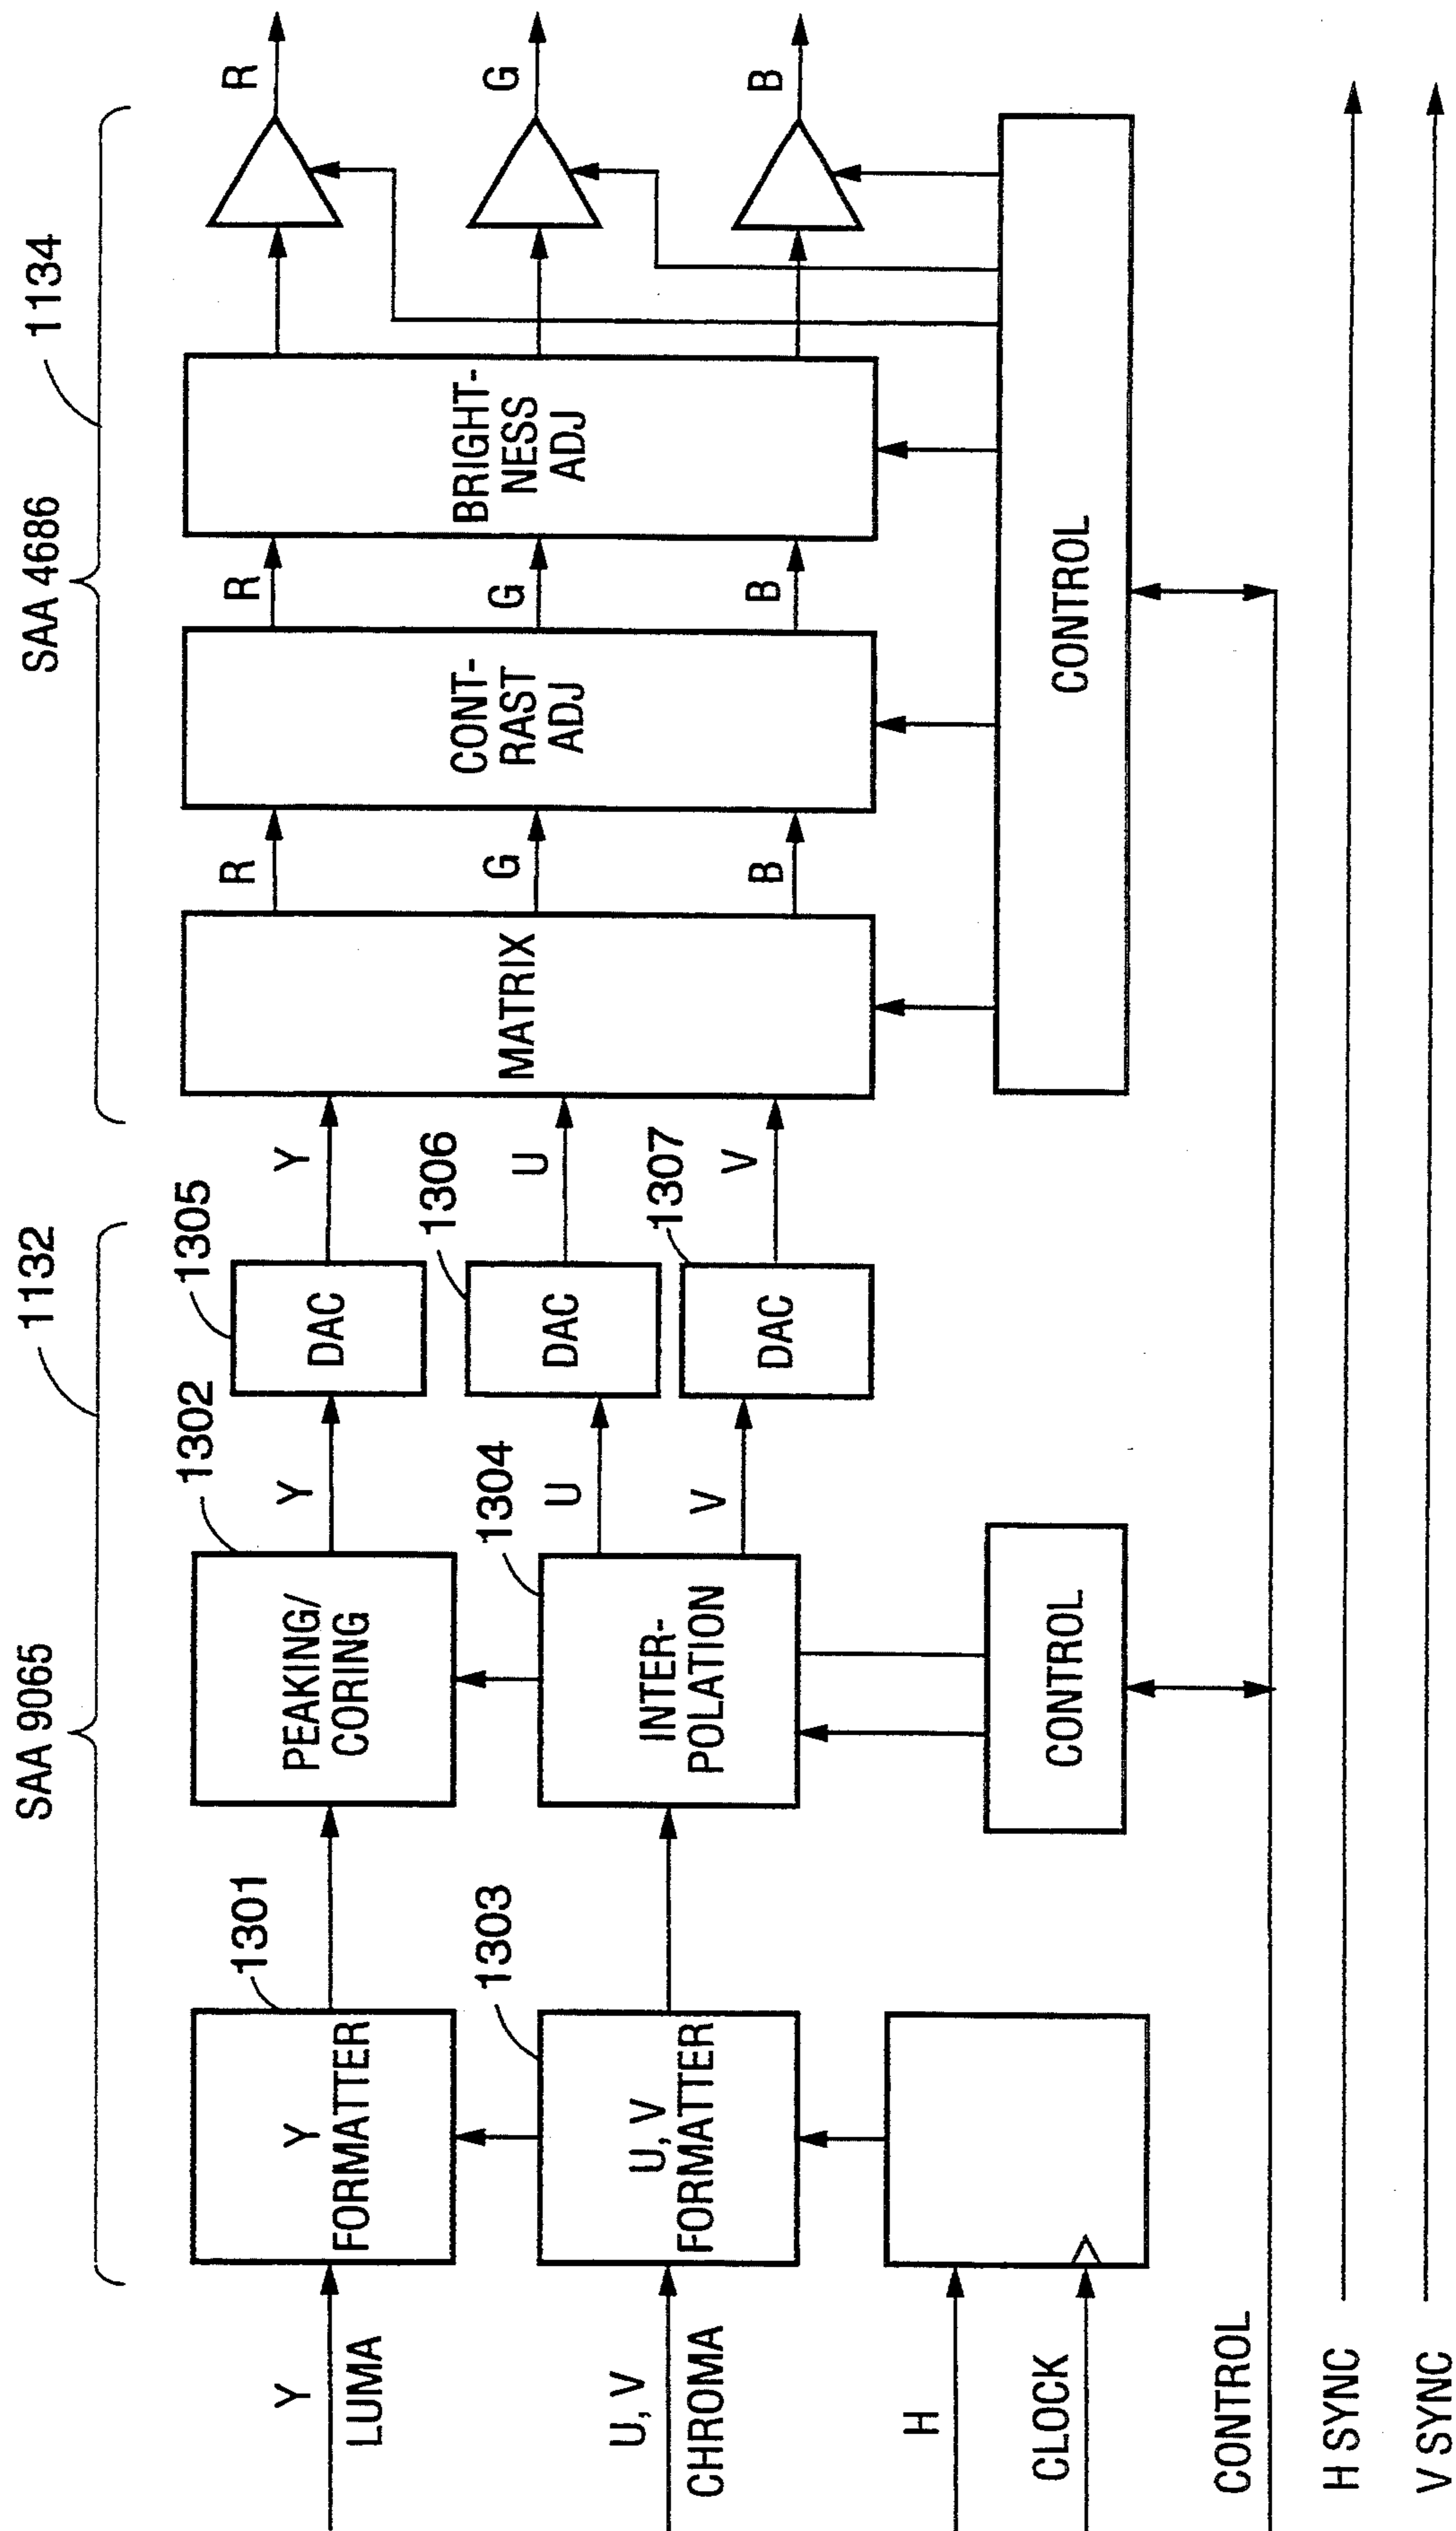 SAA 9065
1132
SAA 4686
1134
Y
LUMA
Y
FORMATTER
1301
PEAKING/
CORING
1302
Y
DAC
1305
Y
U, V
CHROMA
U, V
FORMATTER
1303
INTER-
POLATION
1304
U
V
DAC
1306
DAC
1307
U
V
MATRIX
R
G
B
CONT-
RAST
ADJ
R
G
B
BRIGHT-
NESS
ADJ
R
G
B
H
CLOCK
CONTROL
CONTROL
CONTROL
H SYNC
V SYNC